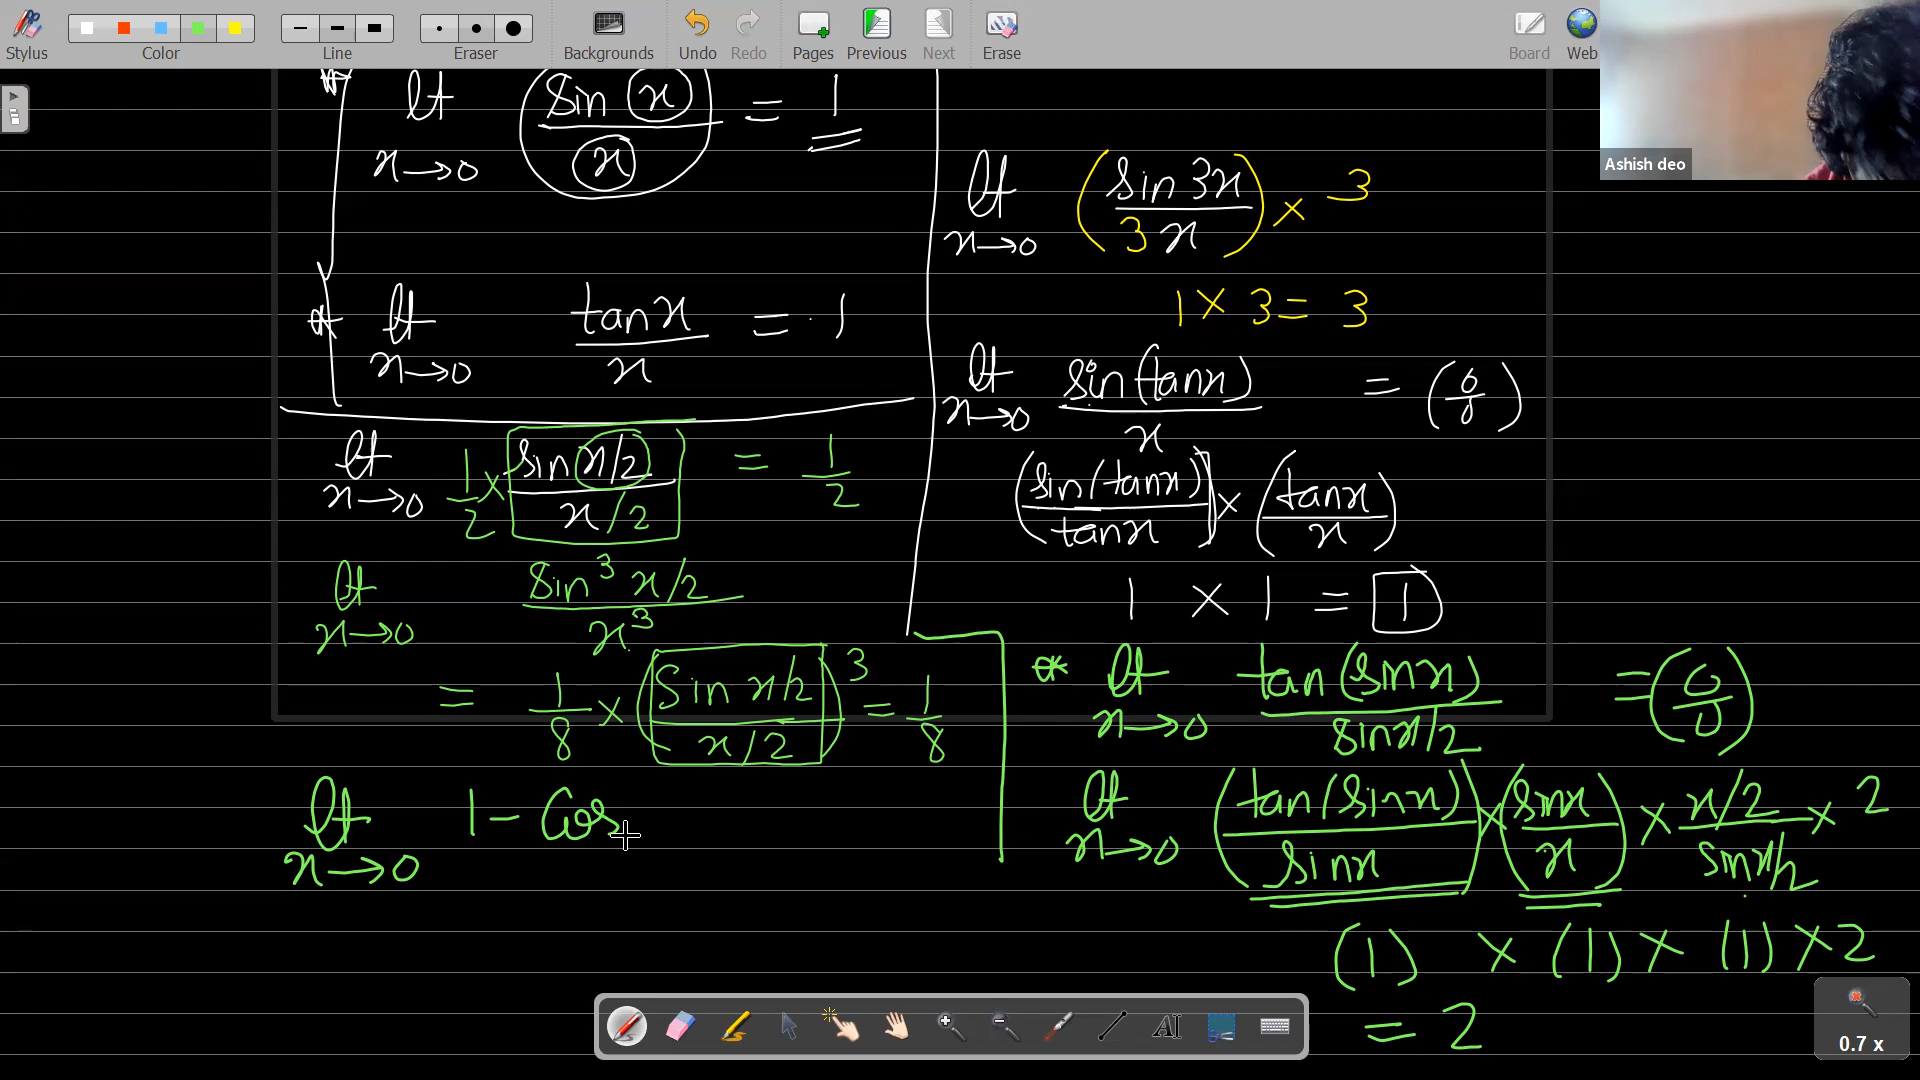 Stylus Color Line Eraser Backgrounds Undo Redo Pages Previous Next Erase Board Web
Ashish deo
lt x→0 sin(x)/x = 1
* lt x→0 tanx/x = 1
lt x→0 1/2 × sin x/2 / x/2 = 1/2
lt x→0 sin³ x/2 / x³
= 1/8 × (sin x/2 / x/2)³ = 1/8
lt x→0 1 - Cos
lt x→0 (sin 3x / 3x) × 3
1 × 3 = 3
lt x→0 sin(tanx)/x = (0/0)
(sin(tanx)/tanx) × (tanx/x)
1 × 1 = 1
* lt x→0 tan(sinx) / sinx/2 = (0/0)
lt x→0 (tan(sinx)/sinx) × (sinx/x) × x/2 / sinx/2 × 2
(1) × (1) × (1) × 2
= 2
0.7 x